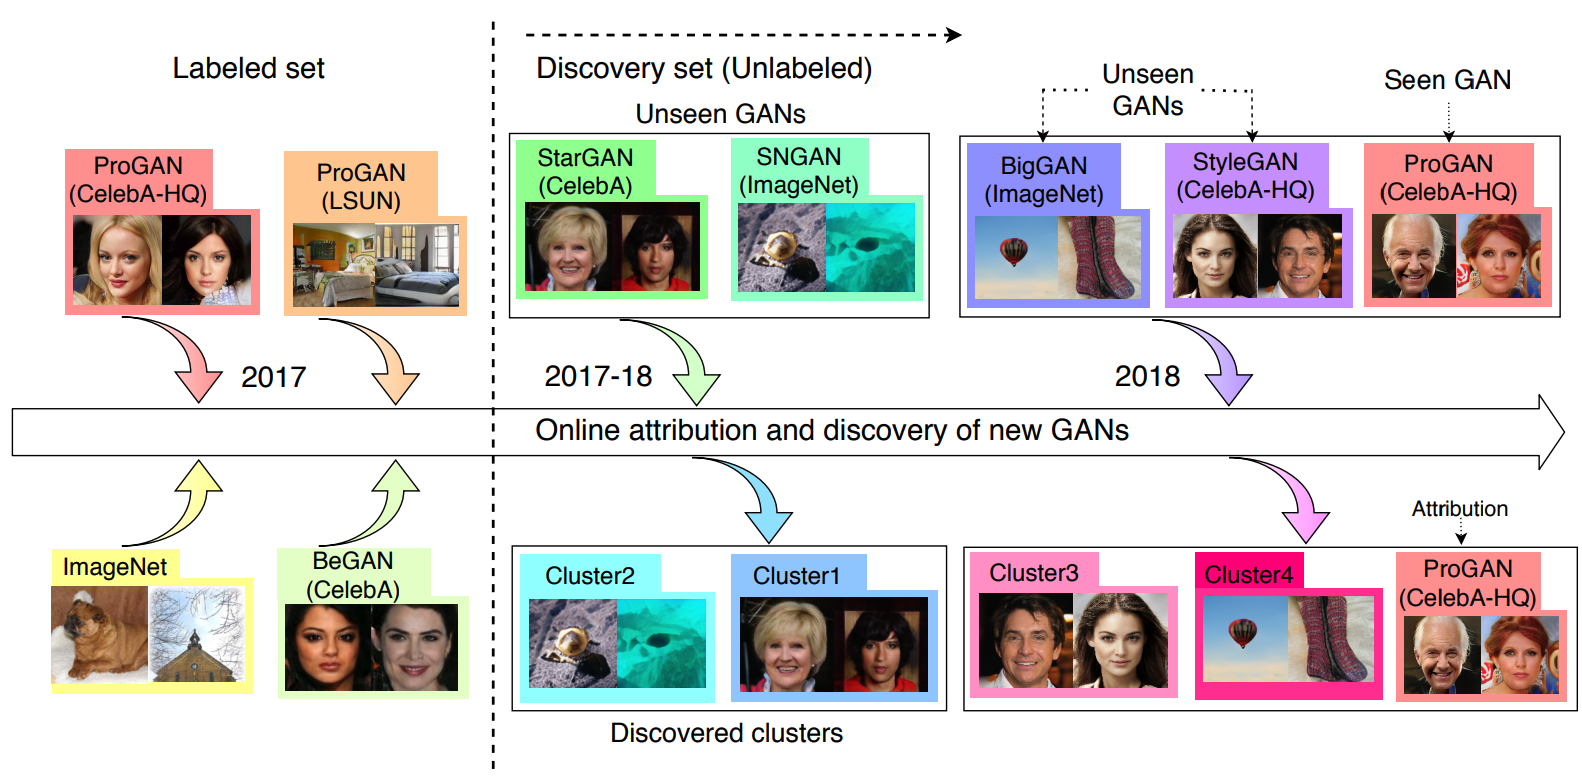 Labeled set
Discovery set (Unlabeled)
Unseen GANs
Unseen
GANs
Seen GAN
ProGAN
(CelebA-HQ)
ProGAN
(LSUN)
StarGAN
(CelebA)
SNGAN
(ImageNet)
BigGAN
(ImageNet)
StyleGAN
(CelebA-HQ)
ProGAN
(CelebA-HQ)
2017
2017-18
2018
Online attribution and discovery of new GANs
ImageNet
BeGAN
(CelebA)
Cluster2
Cluster1
Cluster3
Cluster4
Attribution
ProGAN
(CelebA-HQ)
Discovered clusters